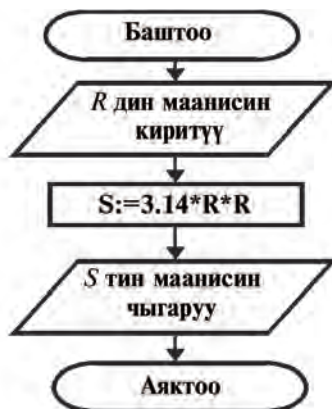 Баштоо
R дин маанисин
киритүү
S:=3.14*R*R
S тин маанисин
чыгаруу
Аяктоо